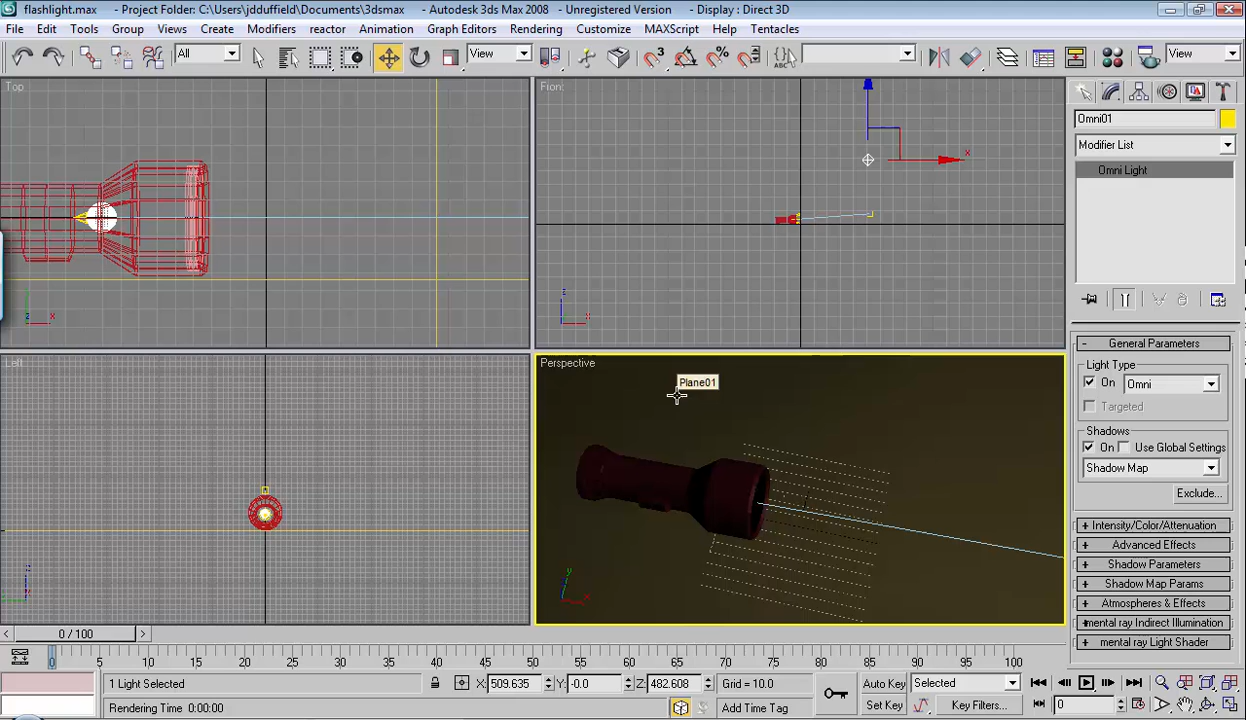 flashlight.max - Project Folder: C:\Users\jdduffield\Documents\3dsmax - Autodesk 3ds Max 2008 - Unregistered Version - Display : Direct 3D
File Edit Tools Group Views Create Modifiers reactor Animation Graph Editors Rendering Customize MAXScript Help Tentacles
All View 3 View
Top
Front
Left
Perspective
Plane01
x
z
x
z
x
y
x
Omni01
Modifier List
Omni Light
- General Parameters
Light Type
On Omni
Targeted
Shadows
On Use Global Settings
Shadow Map
Exclude...
+ Intensity/Color/Attenuation
+ Advanced Effects
+ Shadow Parameters
+ Shadow Map Params
+ Atmospheres & Effects
mental ray Indirect Illumination
+ mental ray Light Shader
< 0 / 100 >
0 5 10 15 20 25 30 35 40 45 50 55 60 65 70 75 80 85 90 95 100
1 Light Selected X: 509.635 Y: -0.0 Z: 482.608 Grid = 10.0 Auto Key Selected
Rendering Time 0:00:00 Add Time Tag Set Key Key Filters... 0